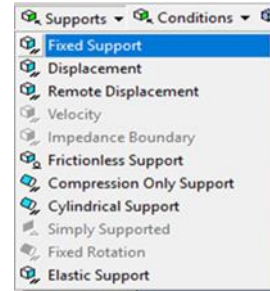 Supports Conditions
Fixed Support
Displacement
Remote Displacement
Velocity
Impedance Boundary
Frictionless Support
Compression Only Support
Cylindrical Support
Simply Supported
Fixed Rotation
Elastic Support